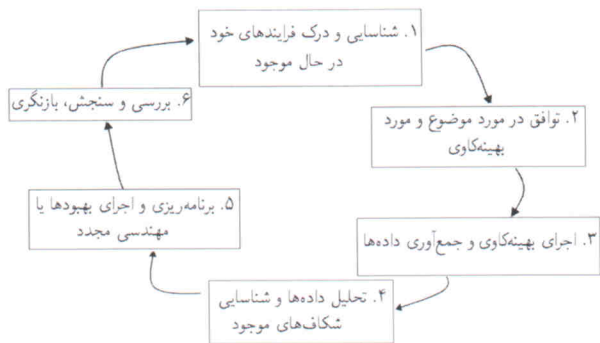 ۱. شناسایی و درک فرایندهای خود
در حال موجود
۲. توافق در مورد موضوع و مورد
بهینه‌کاوی
۳. اجرای بهینه‌کاوی و جمع‌آوری داده‌ها
۴. تحلیل داده‌ها و شناسایی
شکاف‌های موجود
۵. برنامه‌ریزی و اجرای بهبودها یا
مهندسی مجدد
۶. بررسی و سنجش، بازنگری